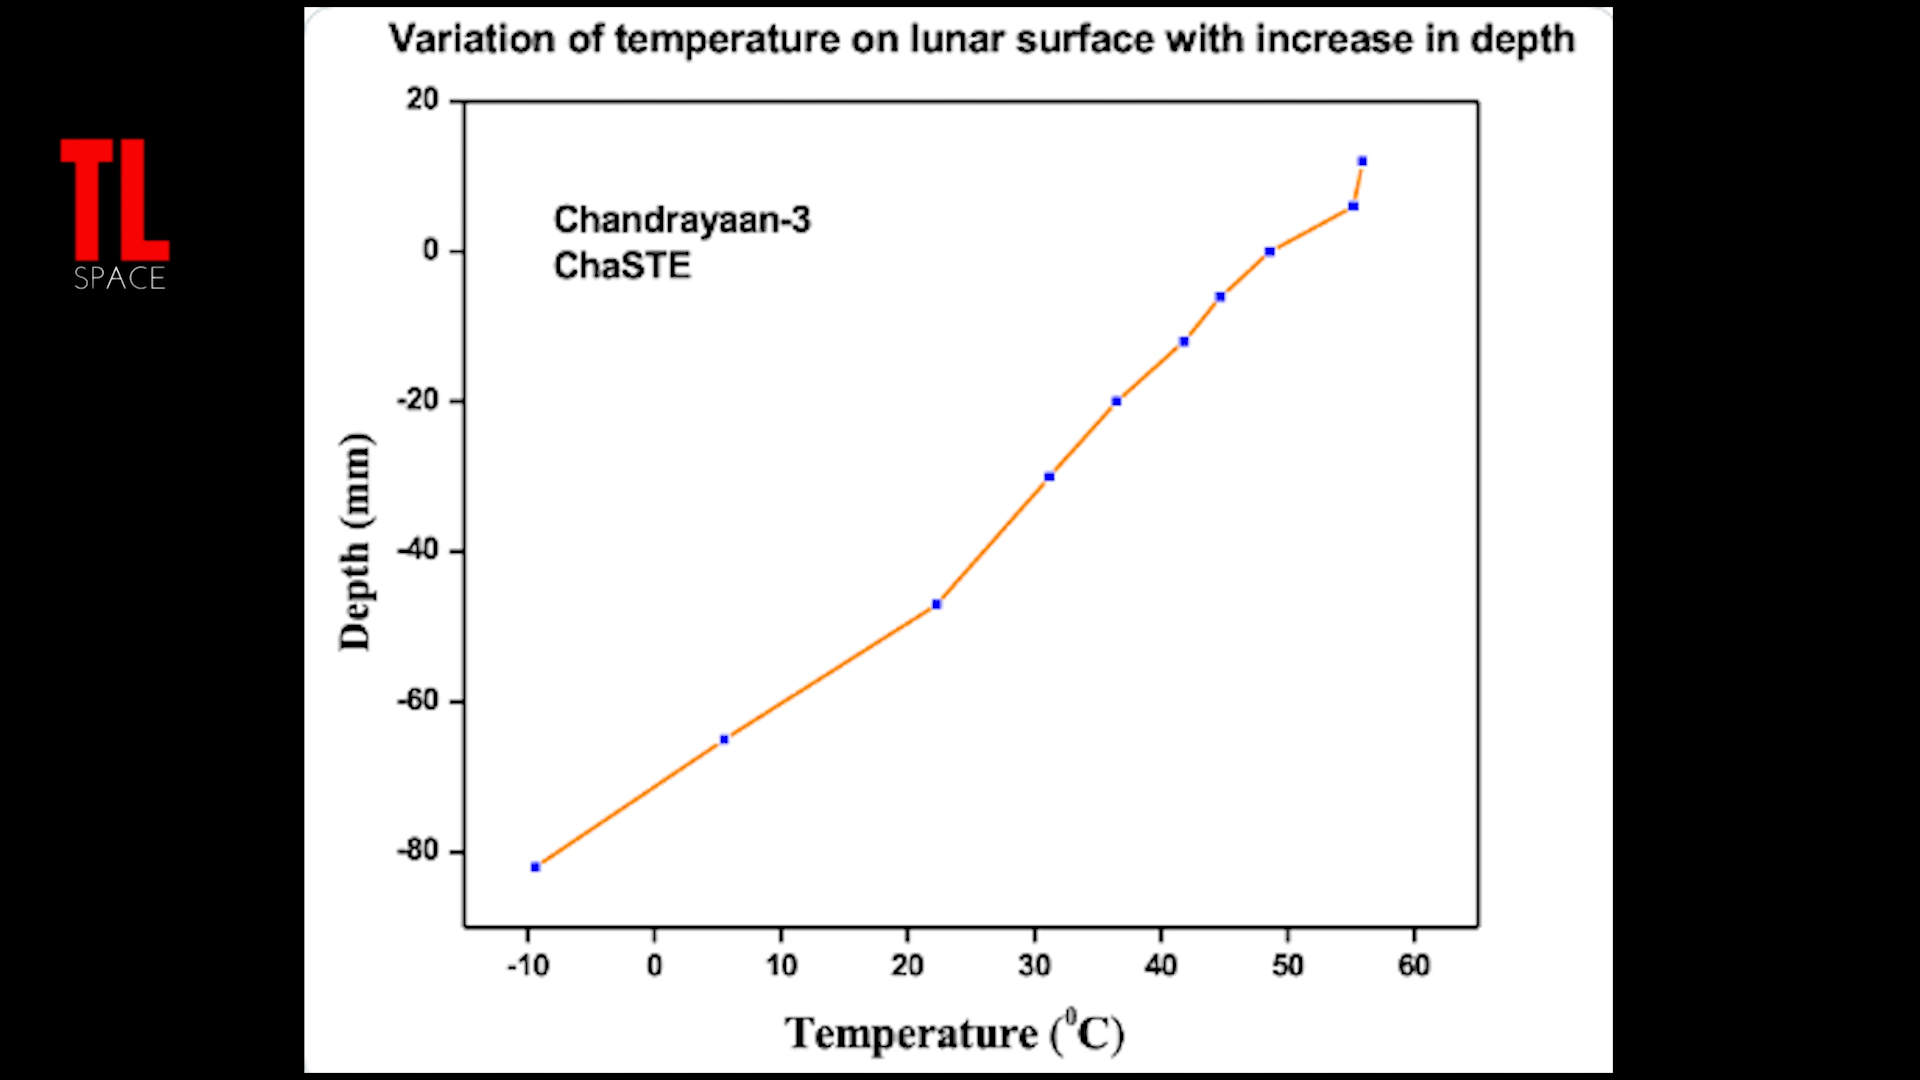 Variation of temperature on lunar surface with increase in depth
TL
SPACE
Chandrayaan-3
ChaSTE
20
0
-20
-40
-60
-80
Depth (mm)
-10 0 10 20 30 40 50 60
Temperature (⁰C)